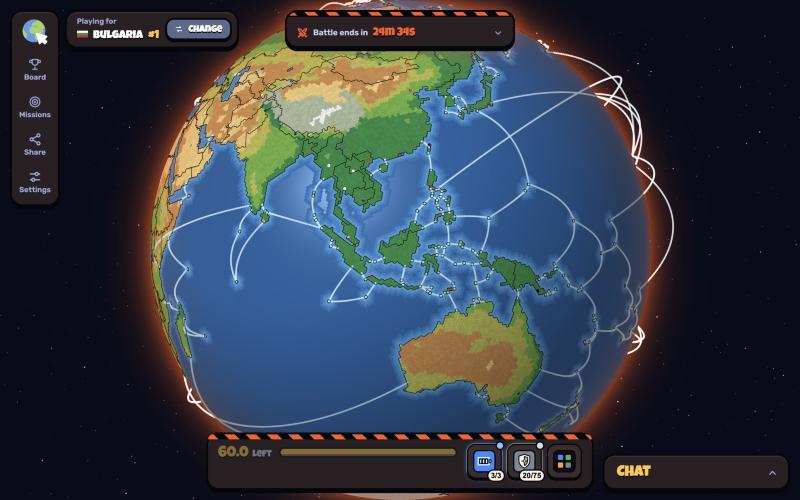 Playing for
BULGARIA #1
CHANGE
Battle ends in 24m 34s
Board
Missions
Share
Settings
60.0 LEFT
3/3
20/75
CHAT